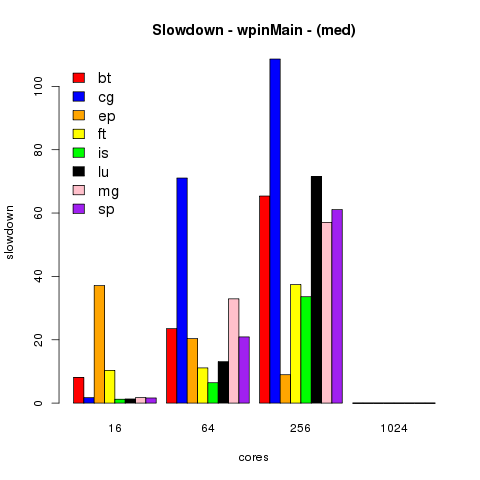 Slowdown - wpinMain - (med)
bt
cg
ep
ft
is
lu
mg
sp
slowdown
100
80
60
40
20
0
16 64 256 1024
cores